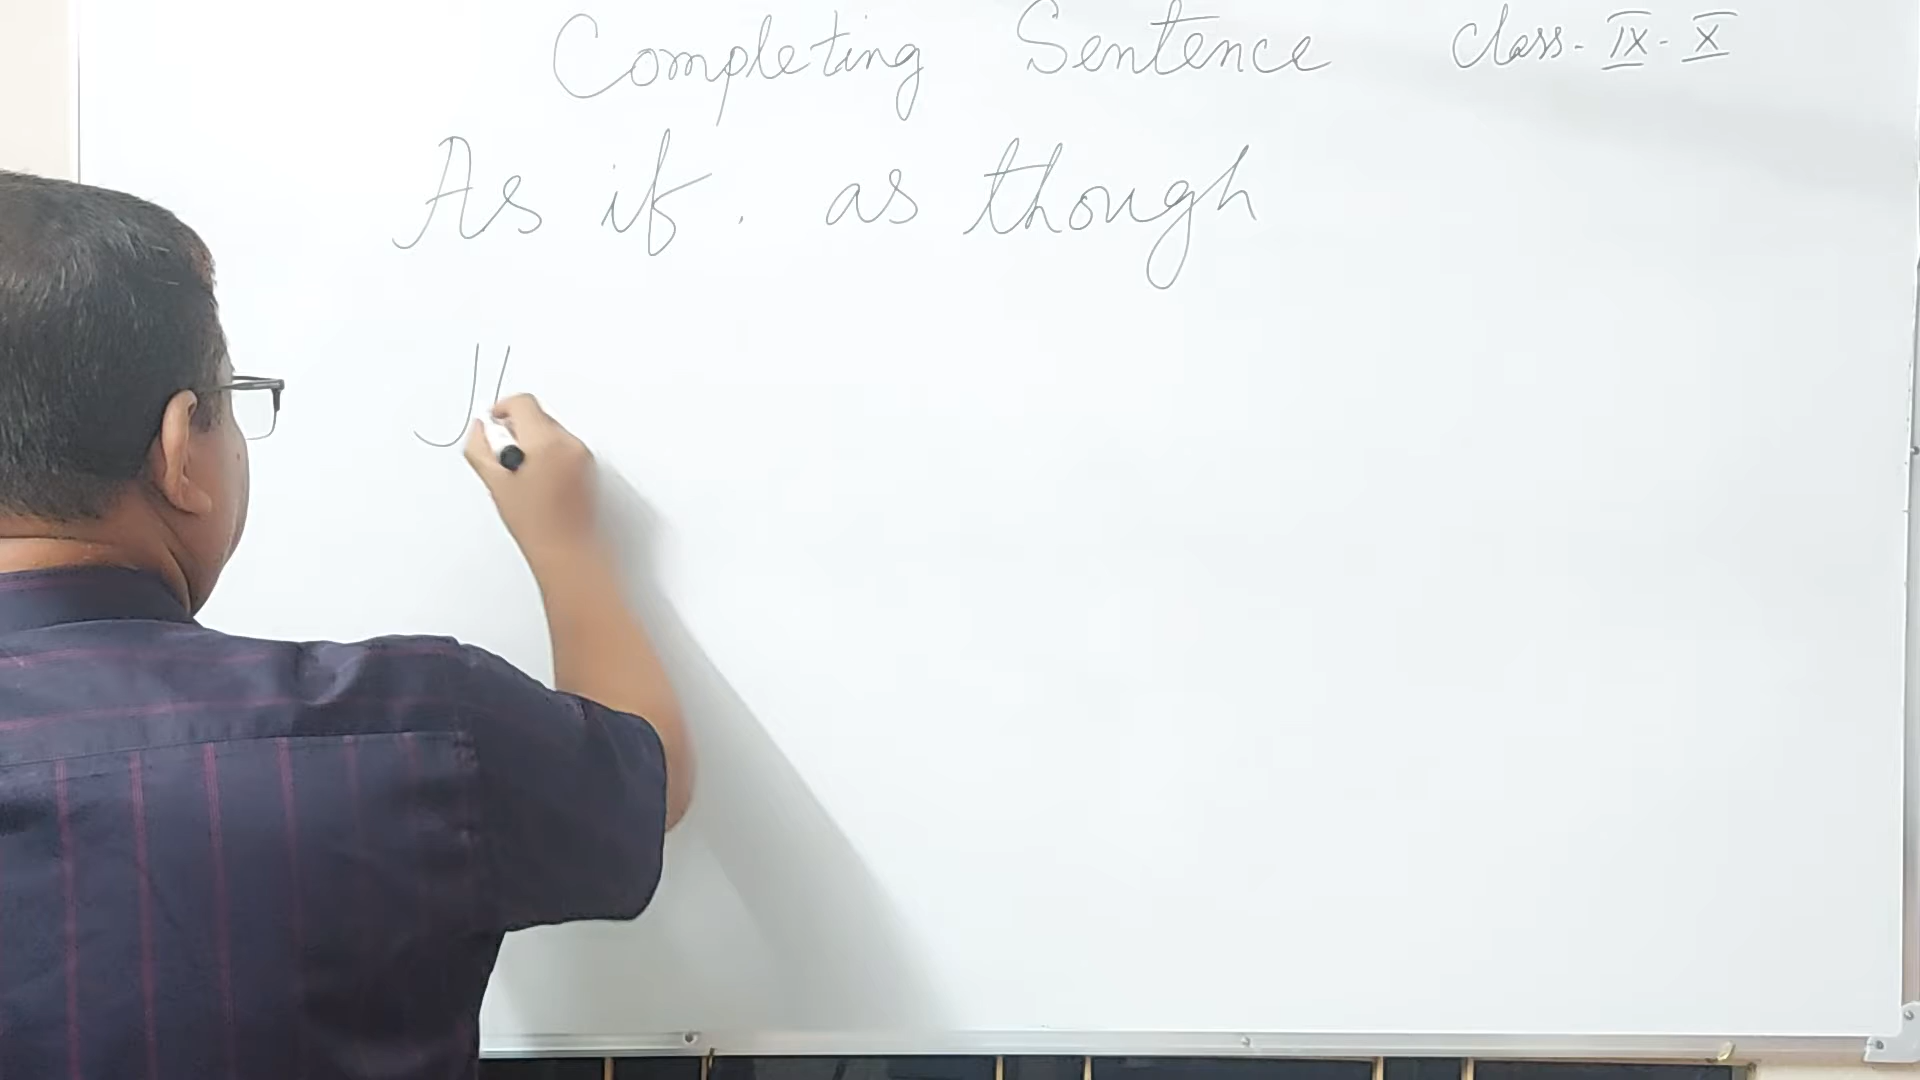 Completing Sentence Class - IX - X
As if . as though
H